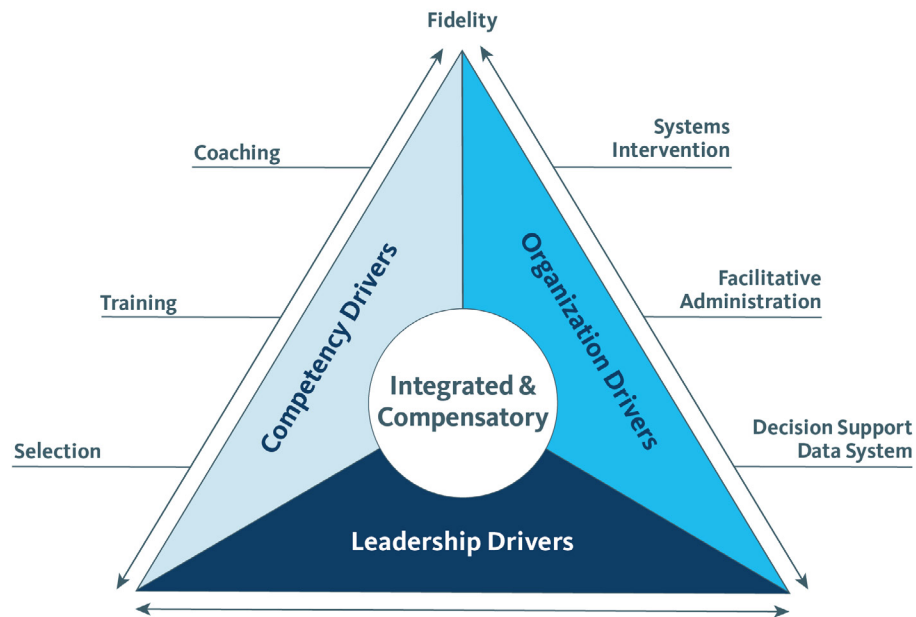 Fidelity
Coaching
Training
Selection
Systems
Intervention
Facilitative
Administration
Decision Support
Data System
Competency Drivers
Organization Drivers
Integrated &
Compensatory
Leadership Drivers